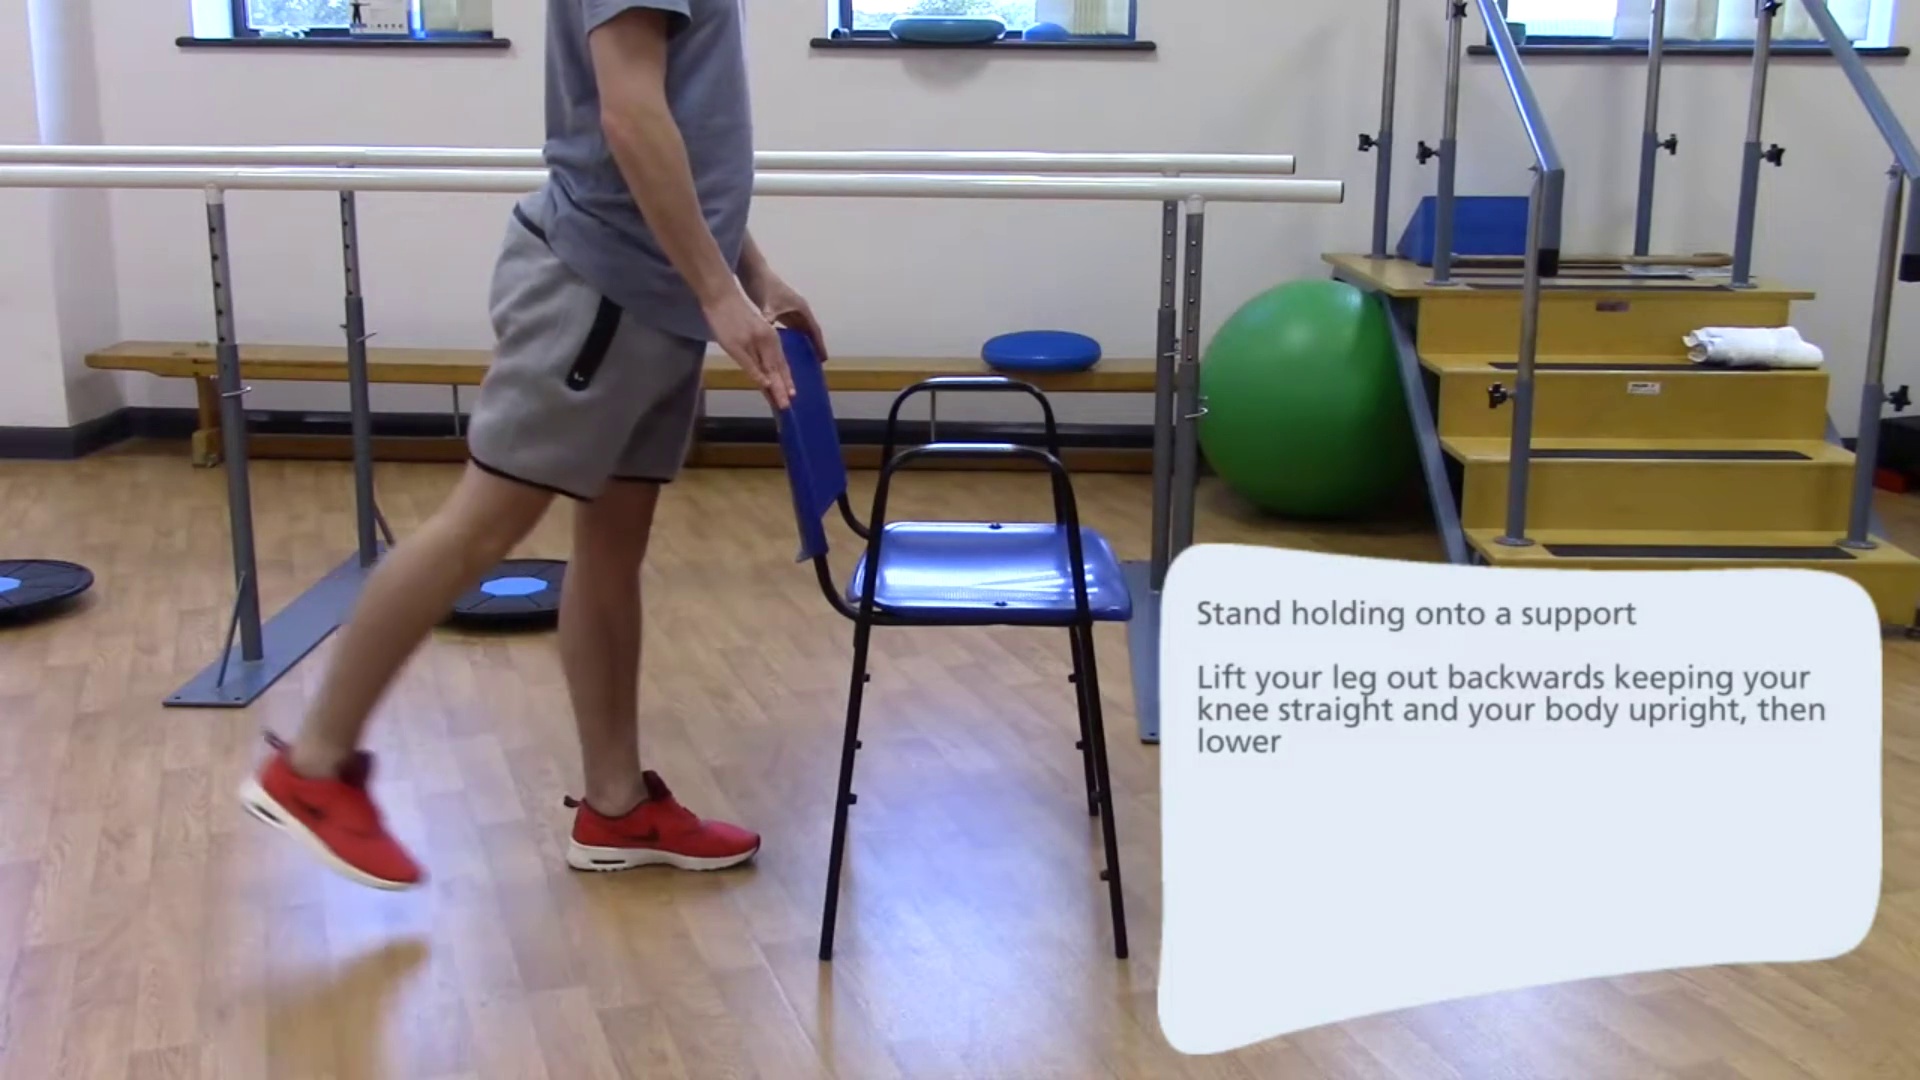 Stand holding onto a support
Lift your leg out backwards keeping your
knee straight and your body upright, then
lower